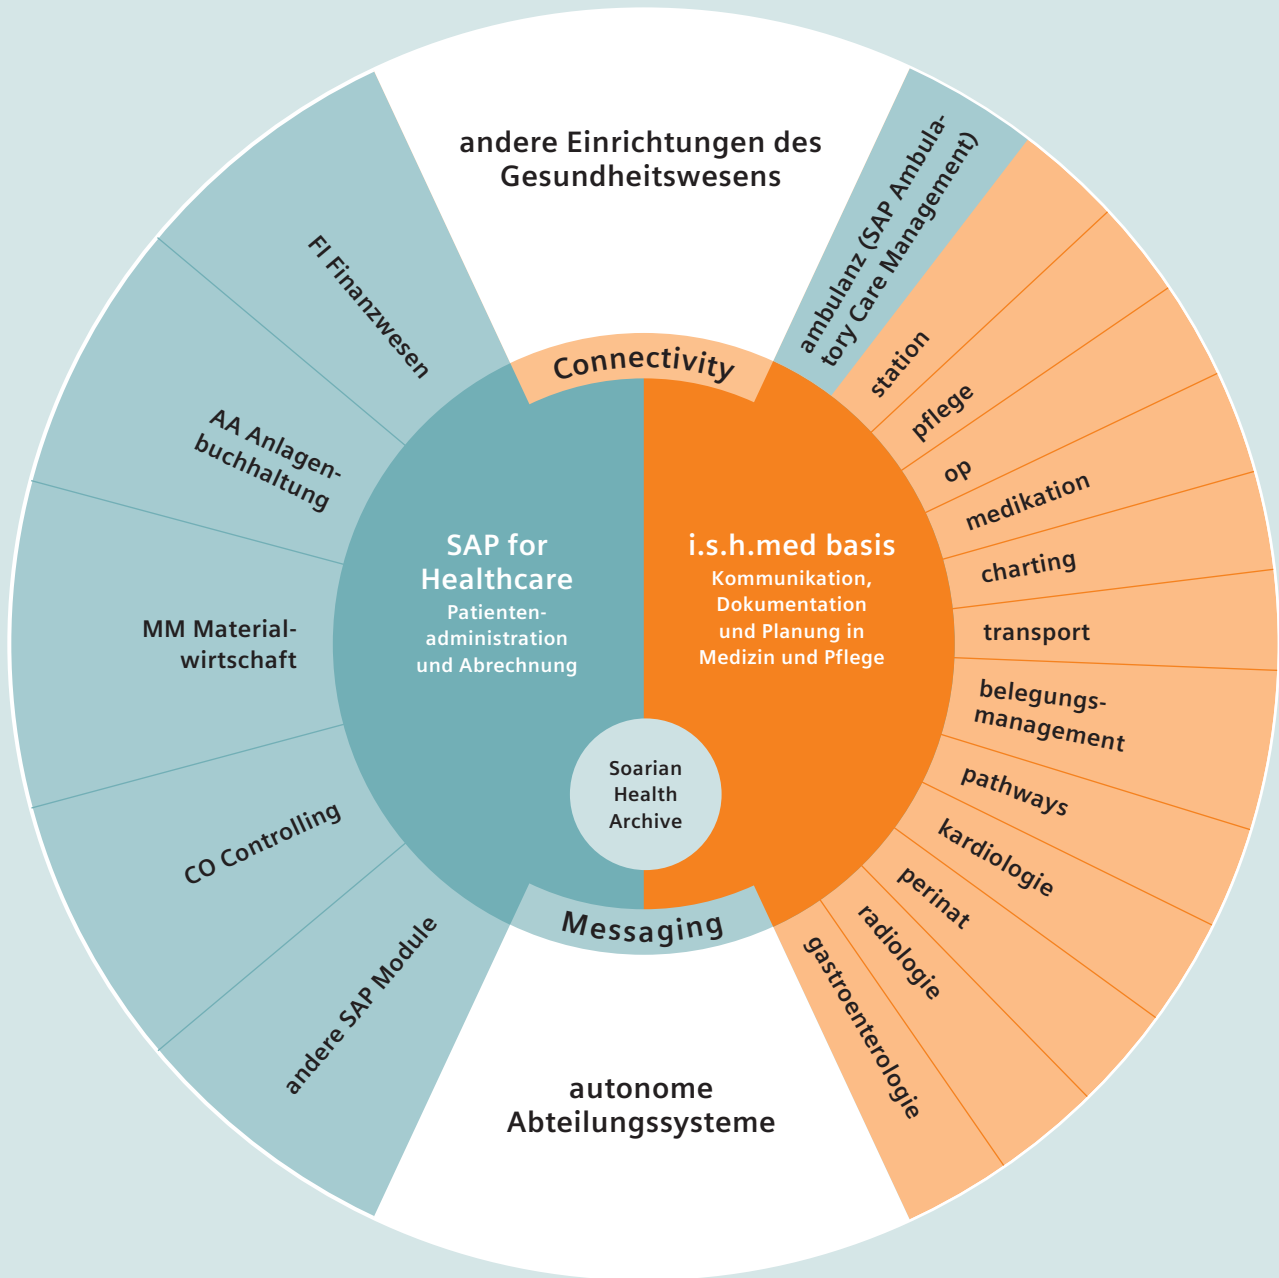 andere Einrichtungen des
Gesundheitswesens
Connectivity
FI Finanzwesen
AA Anlagen-
buchhaltung
MM Material-
wirtschaft
CO Controlling
andere SAP Module
SAP for
Healthcare
Patienten-
administration
und Abrechnung
i.s.h.med basis
Kommunikation,
Dokumentation
und Planung in
Medizin und Pflege
Soarian
Health
Archive
ambulanz (SAP Ambula-
tory Care Management)
station
pflege
op
medikation
charting
transport
belegungs-
management
pathways
kardiologie
perinat
radiologie
gastroenterologie
Messaging
autonome
Abteilungssysteme